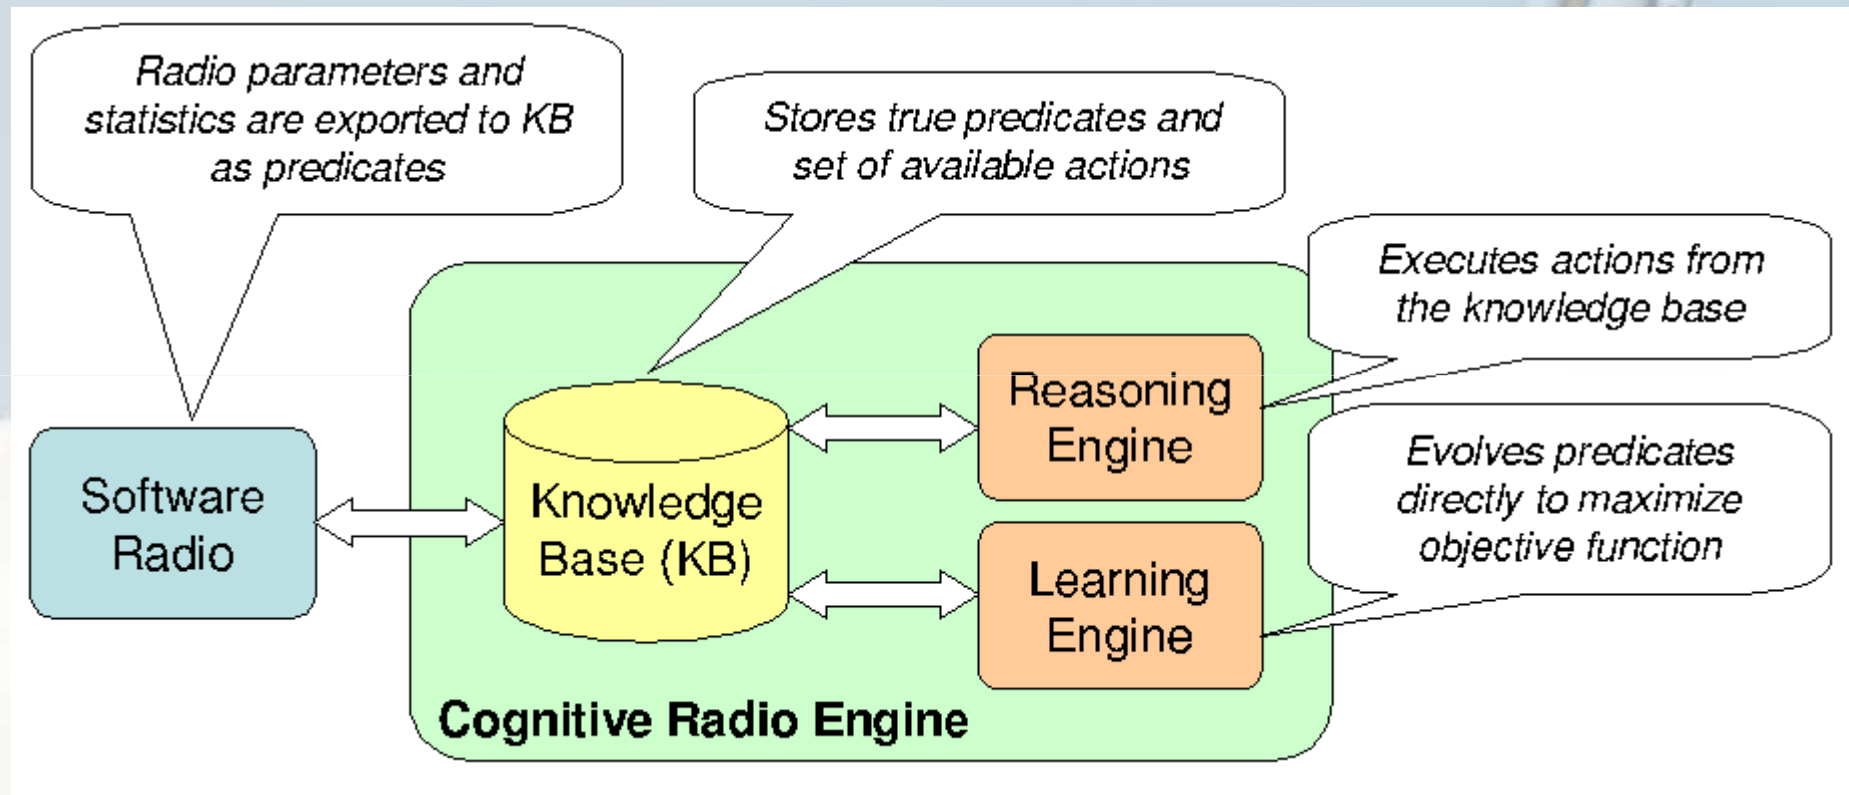 Radio parameters and
statistics are exported to KB
as predicates
Stores true predicates and
set of available actions
Executes actions from
the knowledge base
Reasoning
Engine
Evolves predicates
directly to maximize
objective function
Software
Radio
Knowledge
Base (KB)
Learning
Engine
Cognitive Radio Engine